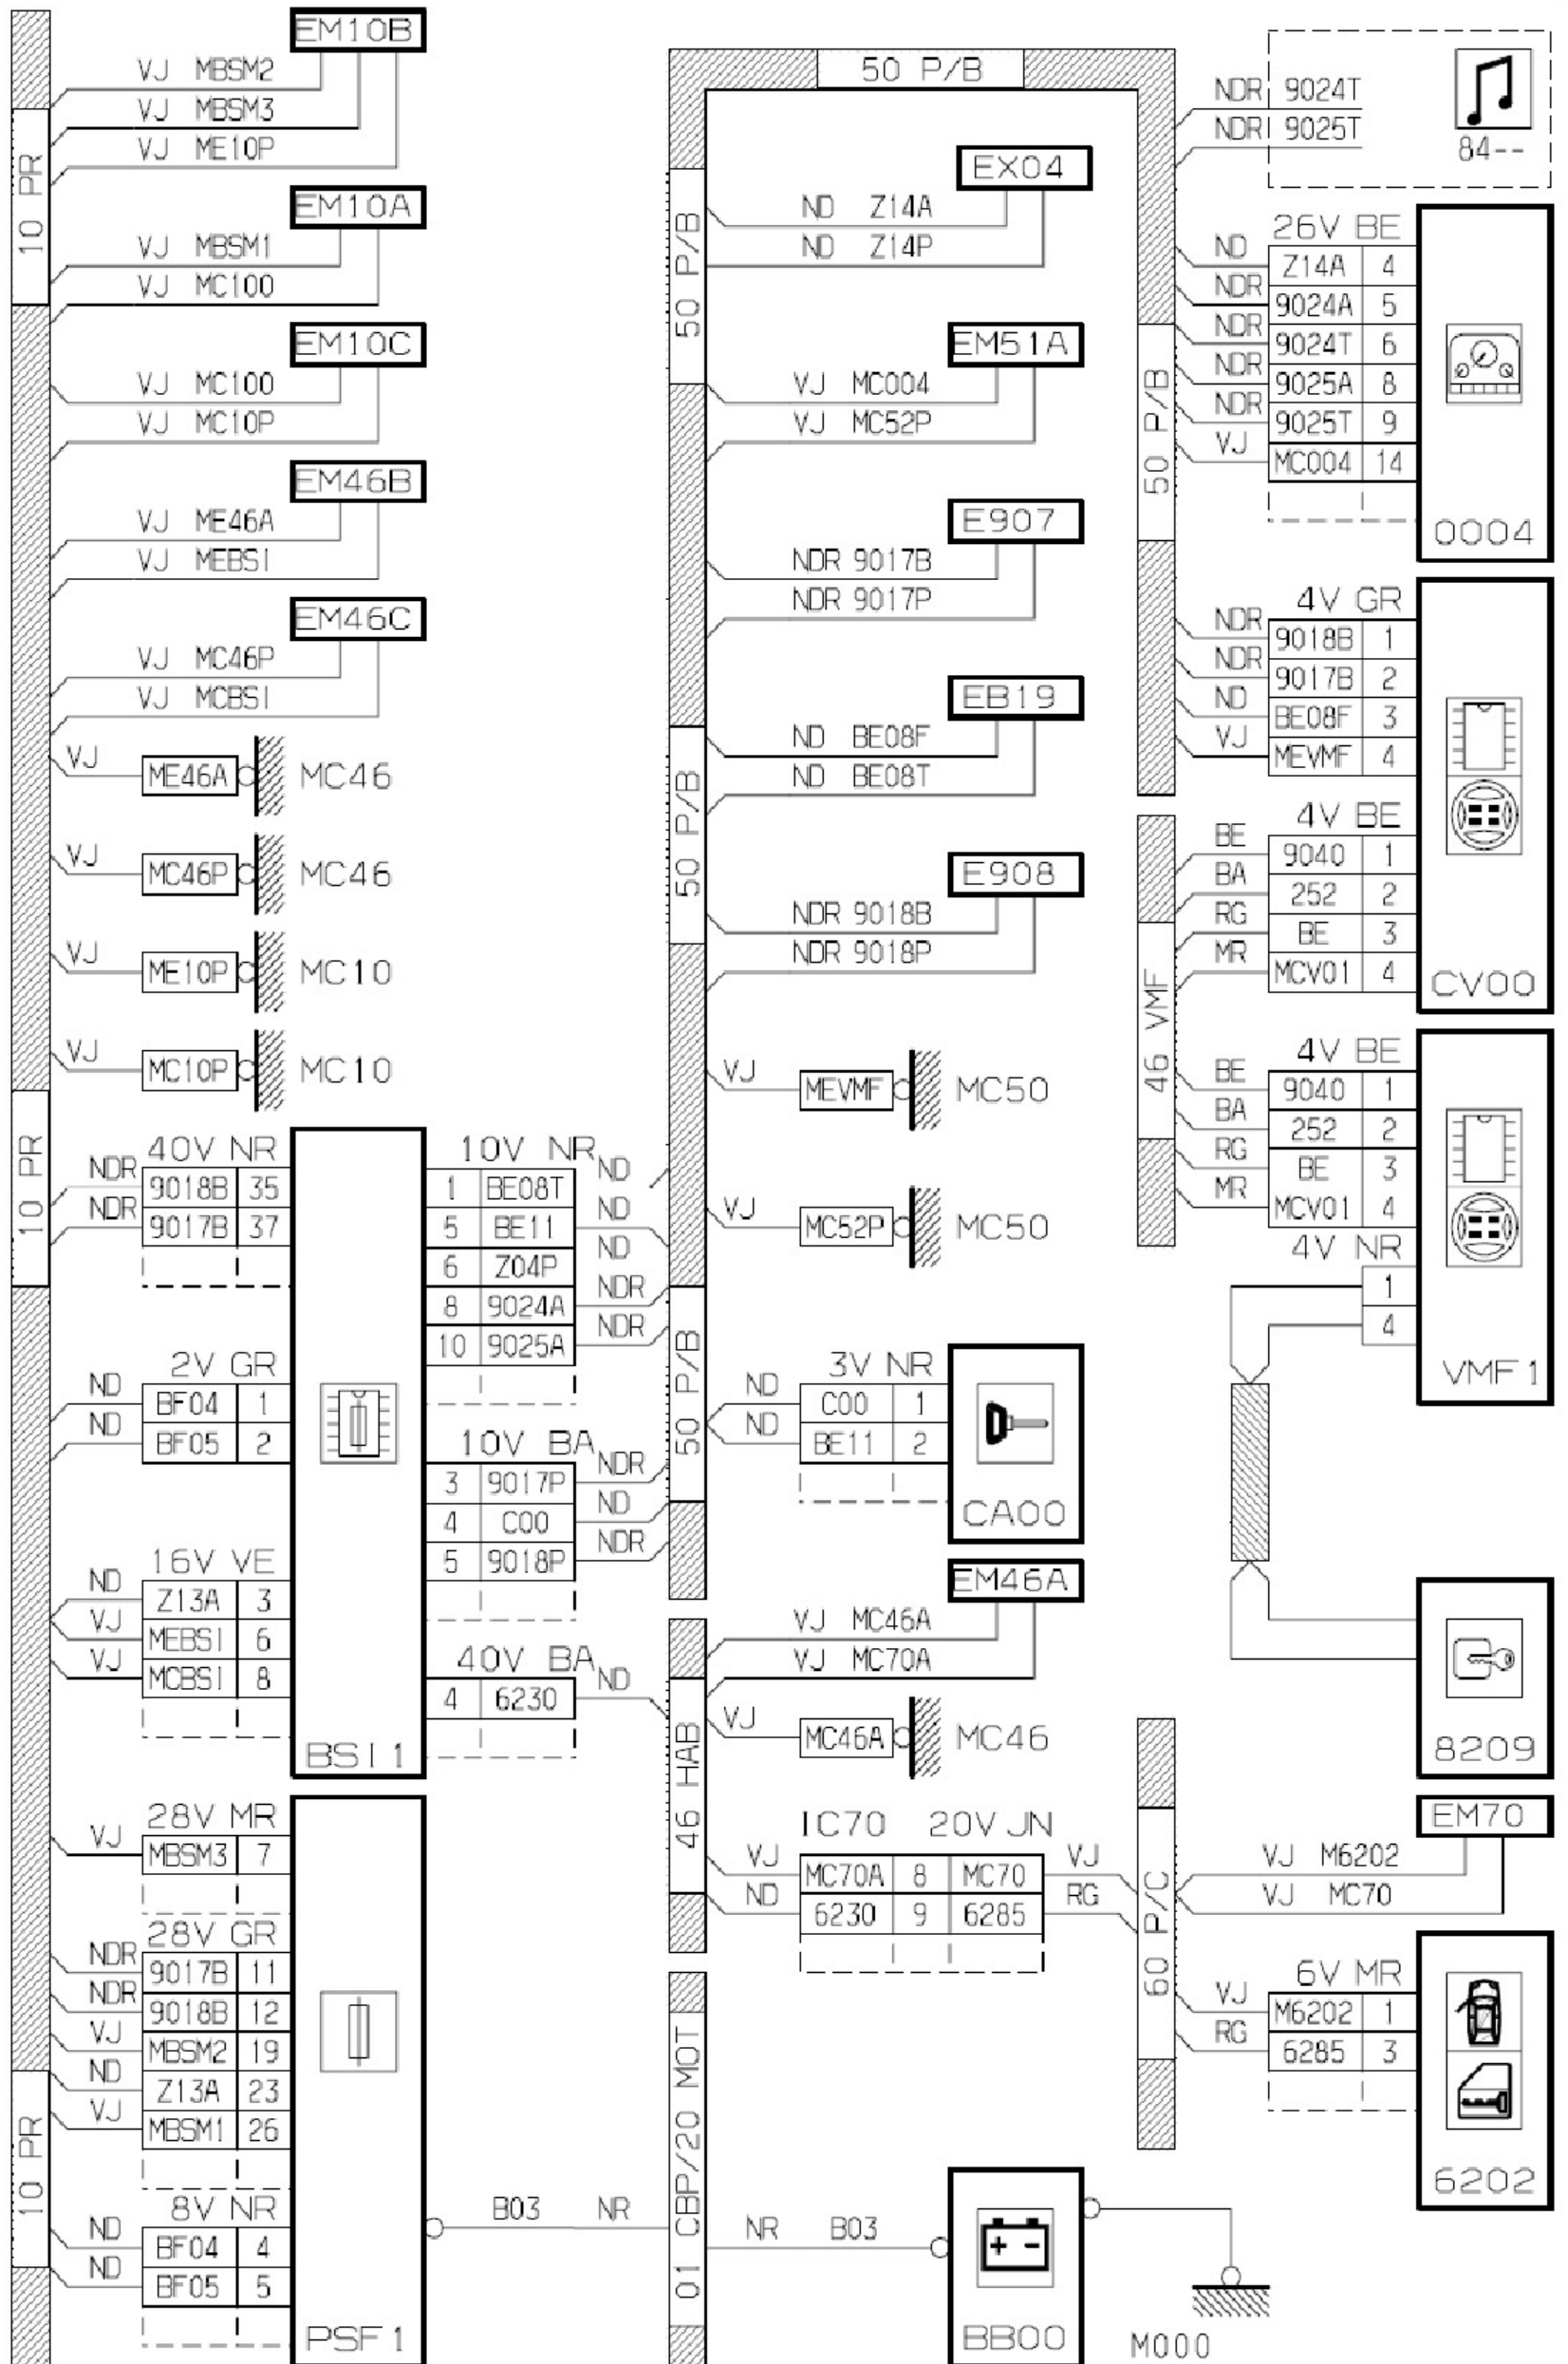 EM10B
VJ MBSM2
VJ MBSM3
VJ ME10P
10 PR
EM10A
VJ MBSM1
VJ MC100
EM10C
VJ MC100
VJ MC10P
EM46B
VJ ME46A
VJ MEBSI
EM46C
VJ MC46P
VJ MCBSI
VJ ME46A MC46
VJ MC46P MC46
VJ ME10P MC10
VJ MC10P MC10
10 PR
40V NR
NDR 9018B 35
NDR 9017B 37
2V GR
ND BF04 1
ND BF05 2
16V VE
ND Z13A 3
VJ MEBSI 6
VJ MCBSI 8
BSI1
10V NR
1 BE08T ND
5 BE11 ND
6 Z04P ND
8 9024A NDR
10 9025A NDR
10V BA
3 9017P NDR
4 C00 ND
5 9018P NDR
40V BA
4 6230 ND
28V MR
VJ MBSM3 7
28V GR
NDR 9017B 11
NDR 9018B 12
VJ MBSM2 19
ND Z13A 23
VJ MBSM1 26
10 PR
8V NR
ND BF04 4
ND BF05 5
PSF1
B03 NR
50 P/B
50 P/B
EX04
ND Z14A
ND Z14P
EM51A
VJ MC004
VJ MC52P
E907
NDR 9017B
NDR 9017P
50 P/B
EB19
ND BE08F
ND BE08T
E908
NDR 9018B
NDR 9018P
VJ MEVMF MC50
VJ MC52P MC50
50 P/B
3V NR
ND C00 1
ND BE11 2
CA00
EM46A
VJ MC46A
VJ MC70A
46 HAB
VJ MC46A MC46
IC70 20V JN
VJ MC70A 8 MC70 VJ
ND 6230 9 6285 RG
01 CBP/20 MOT
NR B03
+ -
BB00
M000
NDR 9024T
NDR 9025T
84--
50 P/B
26V BE
ND Z14A 4
NDR 9024A 5
NDR 9024T 6
NDR 9025A 8
NDR 9025T 9
VJ MC004 14
0004
4V GR
NDR 9018B 1
NDR 9017B 2
ND BE08F 3
VJ MEVMF 4
4V BE
BE 9040 1
BA 252 2
RG BE 3
MR MCV01 4
CV00
46 VMF
4V BE
BE 9040 1
BA 252 2
RG BE 3
MR MCV01 4
4V NR
1
4
VMF1
8209
EM70
VJ M6202
VJ MC70
60 P/C
6V MR
VJ M6202 1
RG 6285 3
6202